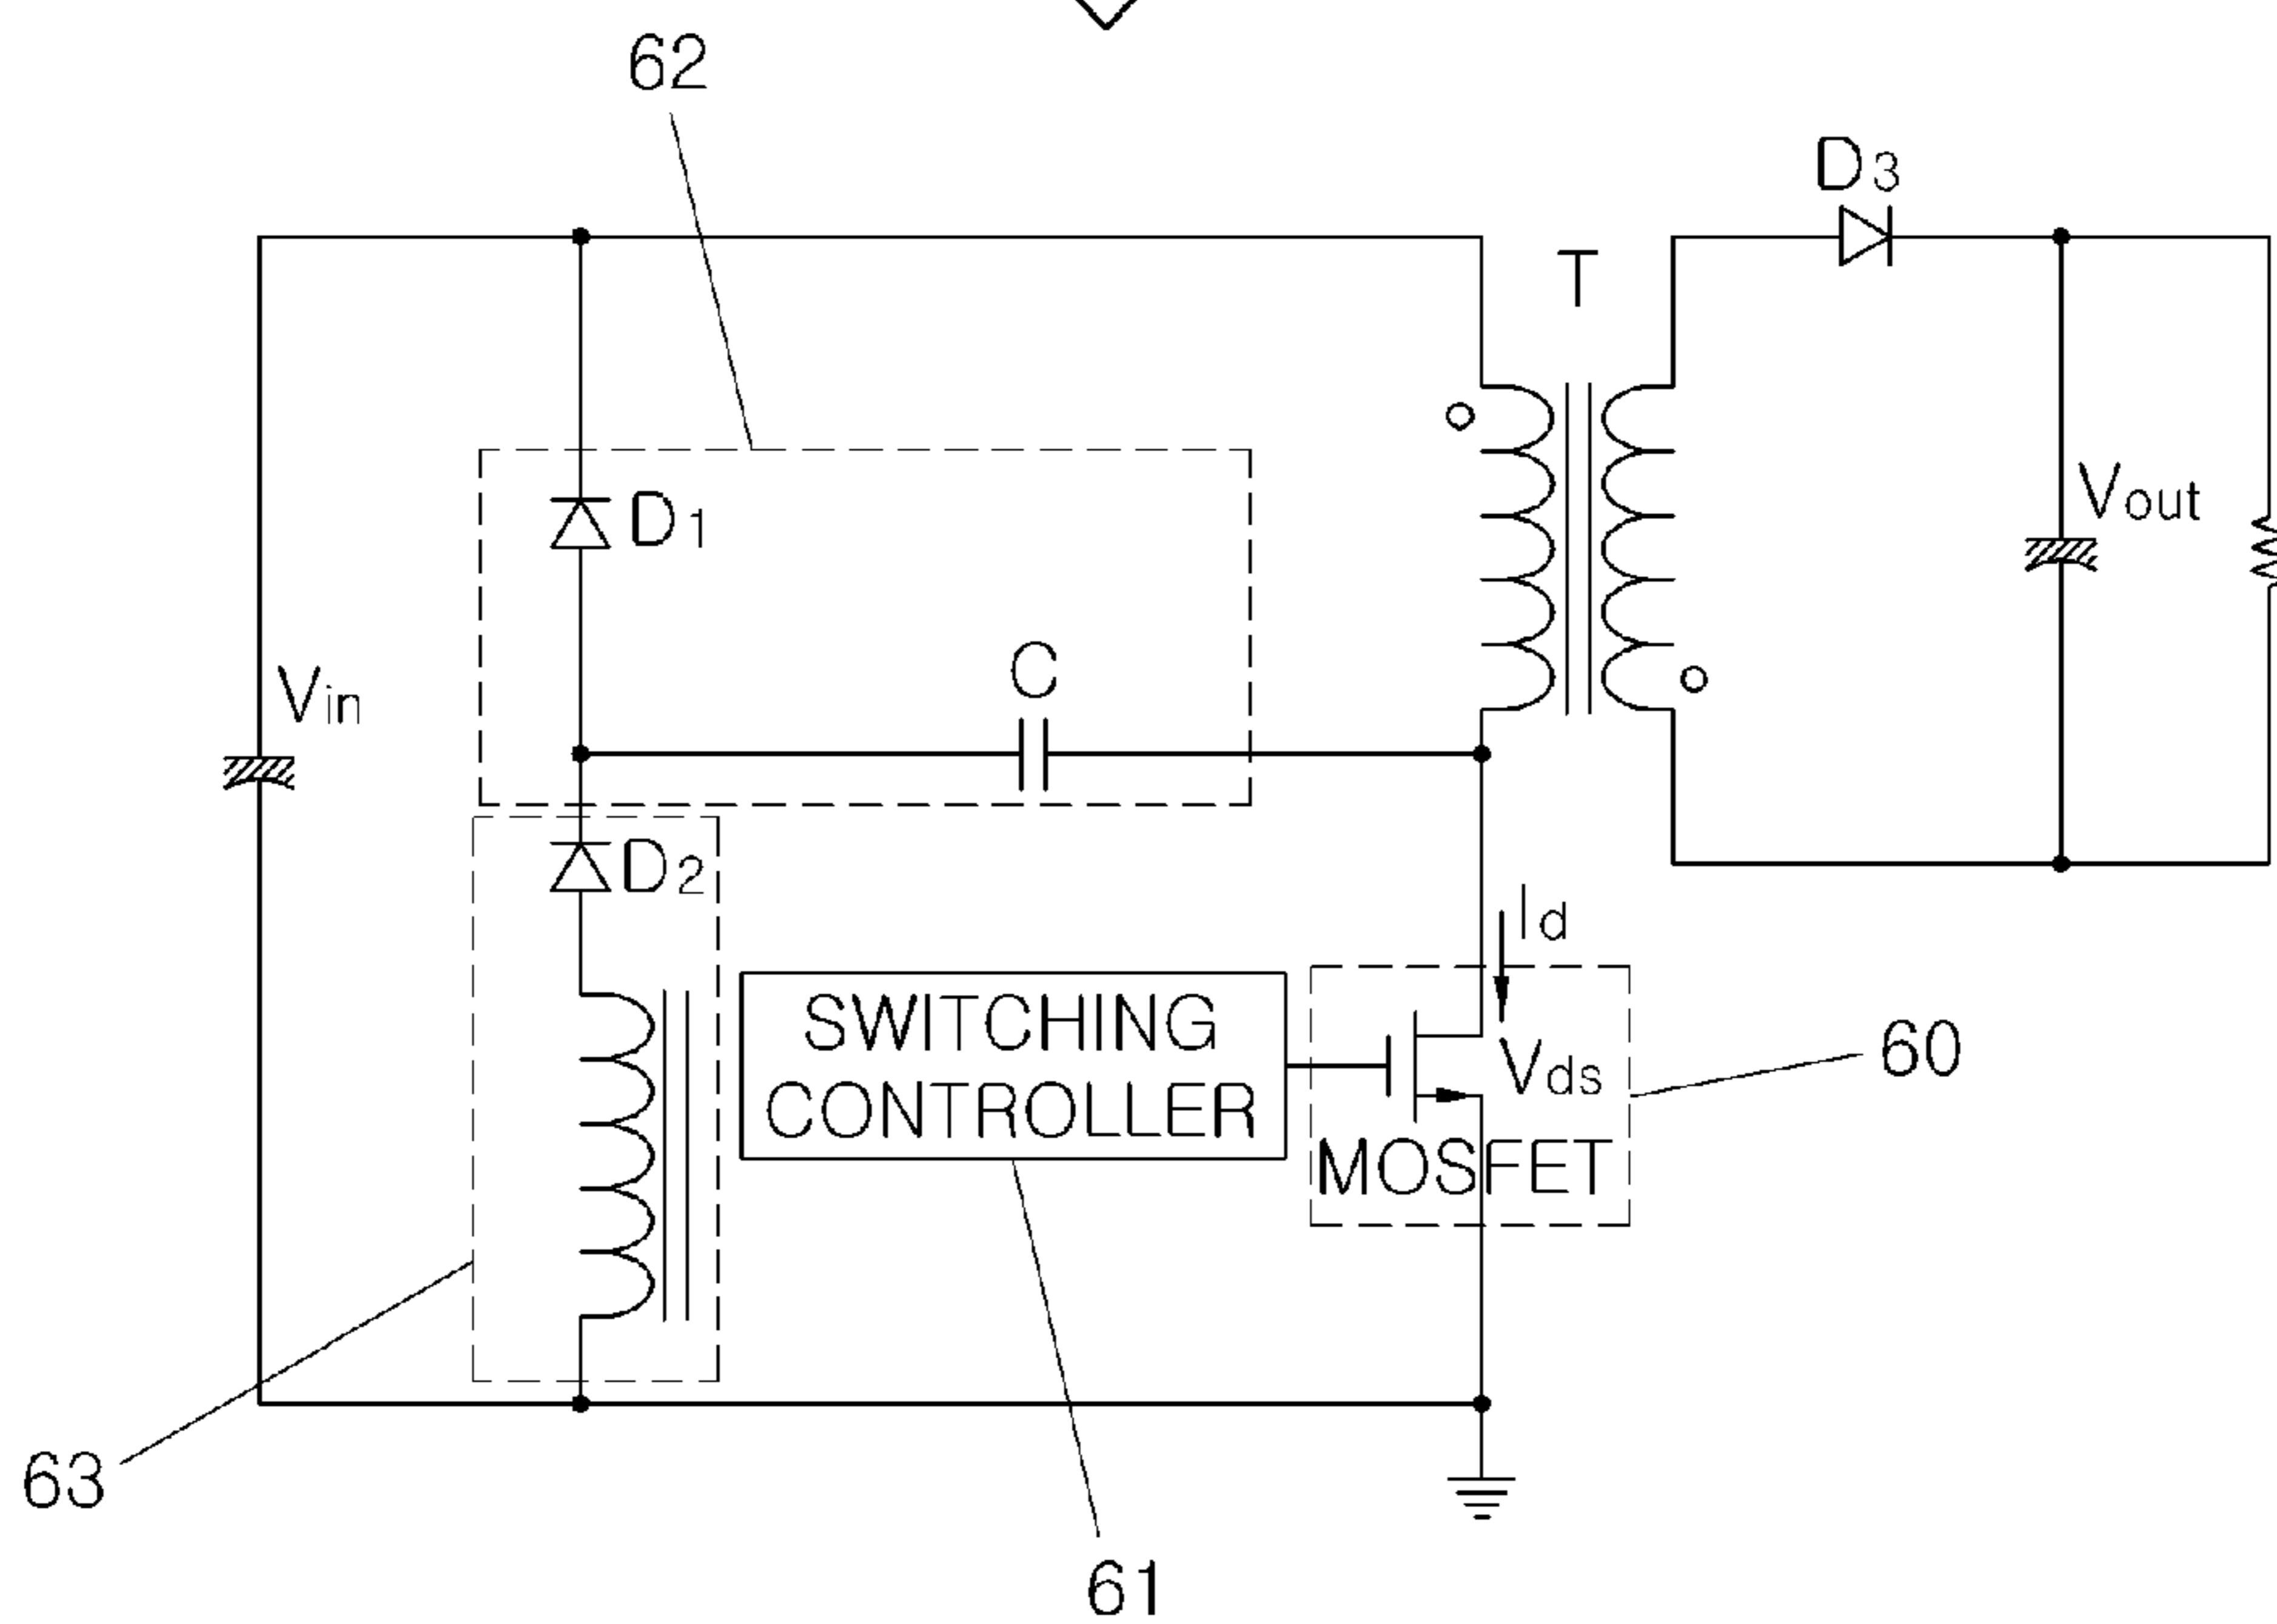 62
D3
T
D1
Vout
C
Vin
D2
Id
SWITCHING
CONTROLLER
Vds
60
MOSFET
63
61